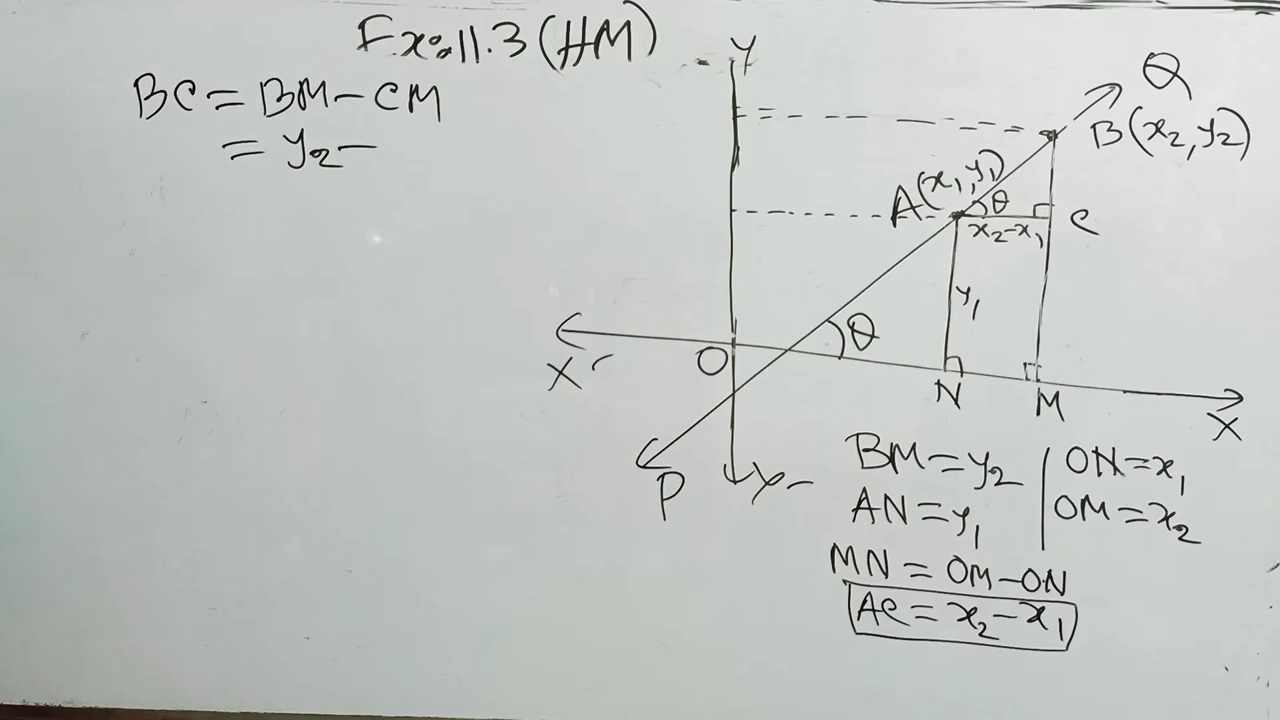 Ex:11.3(HM)
BC=BM-CM
=y₂-
Y
Q
B(x₂,y₂)
A(x₁,y₁)
θ
x₂-x₁
C
y₁
θ
X'
O
N
M
X
P
Y'
BM=y₂ | ON=x₁
AN=y₁ | OM=x₂
MN=OM-ON
AC=x₂-x₁